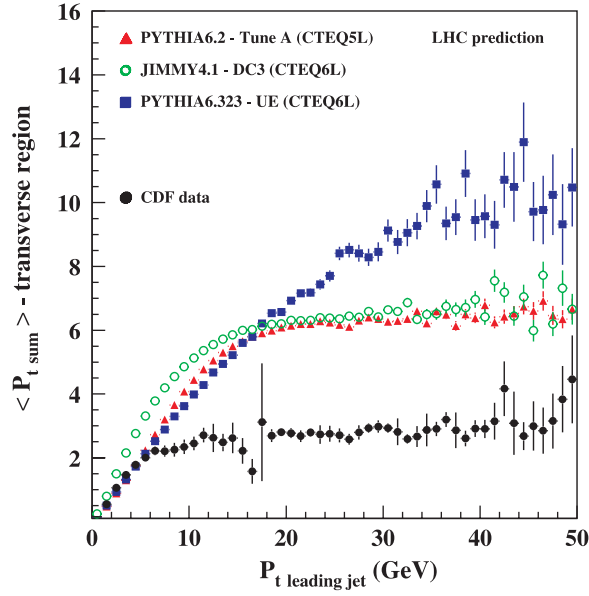 16
14
12
10
8
6
4
2
< P t sum > - transverse region
PYTHIA6.2 - Tune A (CTEQ5L)
LHC prediction
JIMMY4.1 - DC3 (CTEQ6L)
PYTHIA6.323 - UE (CTEQ6L)
CDF data
0 10 20 30 40 50
P t leading jet (GeV)